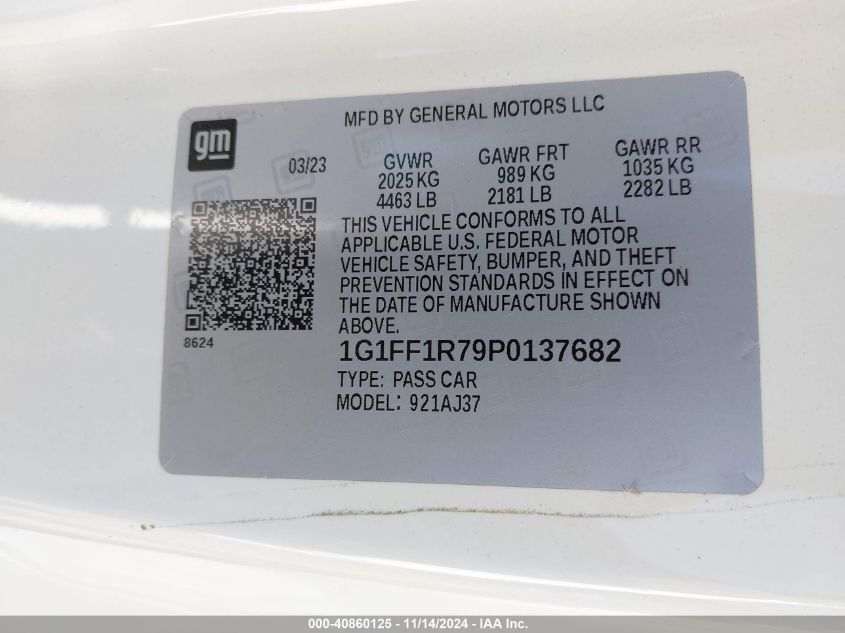 gm
MFD BY GENERAL MOTORS LLC
03/23
GVWR
2025 KG
4463 LB
GAWR FRT
989 KG
2181 LB
GAWR RR
1035 KG
2282 LB
THIS VEHICLE CONFORMS TO ALL
APPLICABLE U.S. FEDERAL MOTOR
VEHICLE SAFETY, BUMPER, AND THEFT
PREVENTION STANDARDS IN EFFECT ON
THE DATE OF MANUFACTURE SHOWN
ABOVE.
8624
1G1FF1R79P0137682
TYPE: PASS CAR
MODEL: 921AJ37
000-40860125 - 11/14/2024 - IAA Inc.